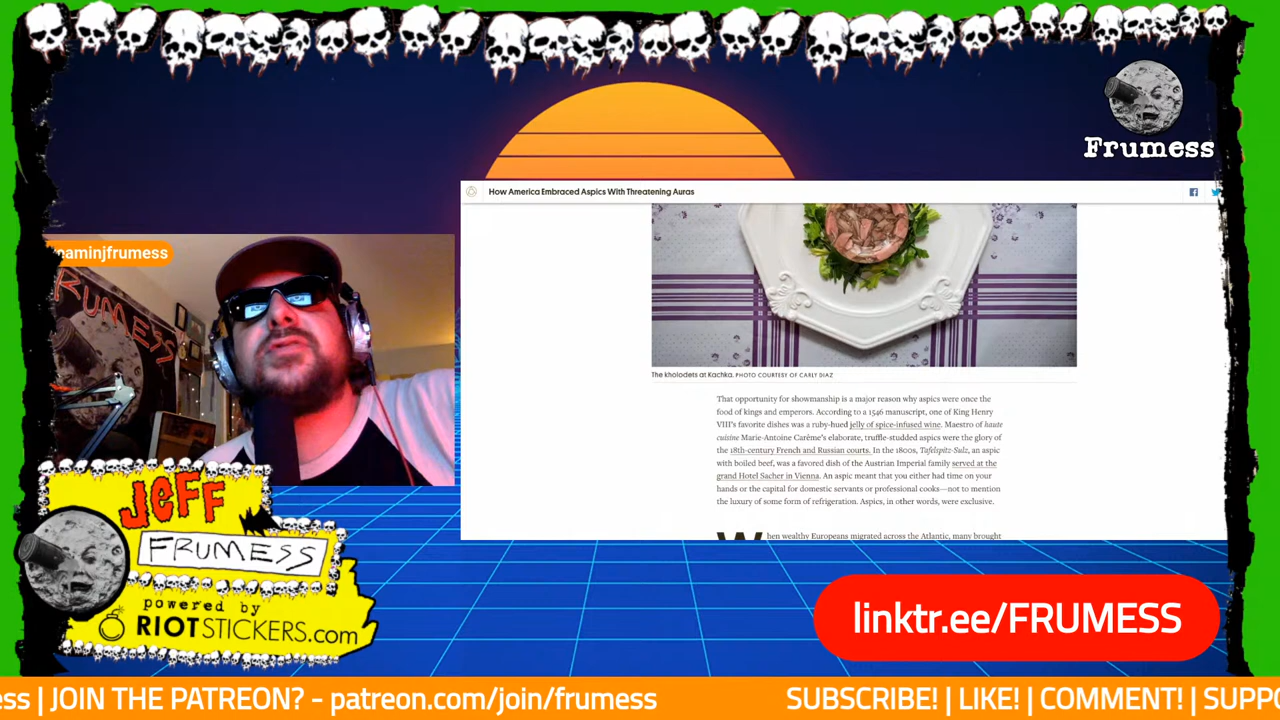 Frumess
How America Embraced Aspics With Threatening Auras
eaminjfrumess
FRUMESS
The kholodets at Kachka. PHOTO COURTESY OF CARLY DIAZ
That opportunity for showmanship is a major reason why aspics were once the
food of kings and emperors. According to a 1546 manuscript, one of King Henry
VIII's favorite dishes was a ruby-hued jelly of spice-infused wine. Maestro of haute
cuisine Marie-Antoine Carême's elaborate, truffle-studded aspics were the glory of
the 18th-century French and Russian courts. In the 1800s, Tafelspitz-Sulz, an aspic
with boiled beef, was a favored dish of the Austrian Imperial family served at the
grand Hotel Sacher in Vienna. An aspic meant that you either had time on your
hands or the capital for domestic servants or professional cooks—not to mention
the luxury of some form of refrigeration. Aspics, in other words, were exclusive.
When wealthy Europeans migrated across the Atlantic, many brought
JEFF
FRUMESS
powered by
RIOTSTICKERS.com
linktr.ee/FRUMESS
ess | JOIN THE PATREON? - patreon.com/join/frumess SUBSCRIBE! | LIKE! | COMMENT! | SUPPO